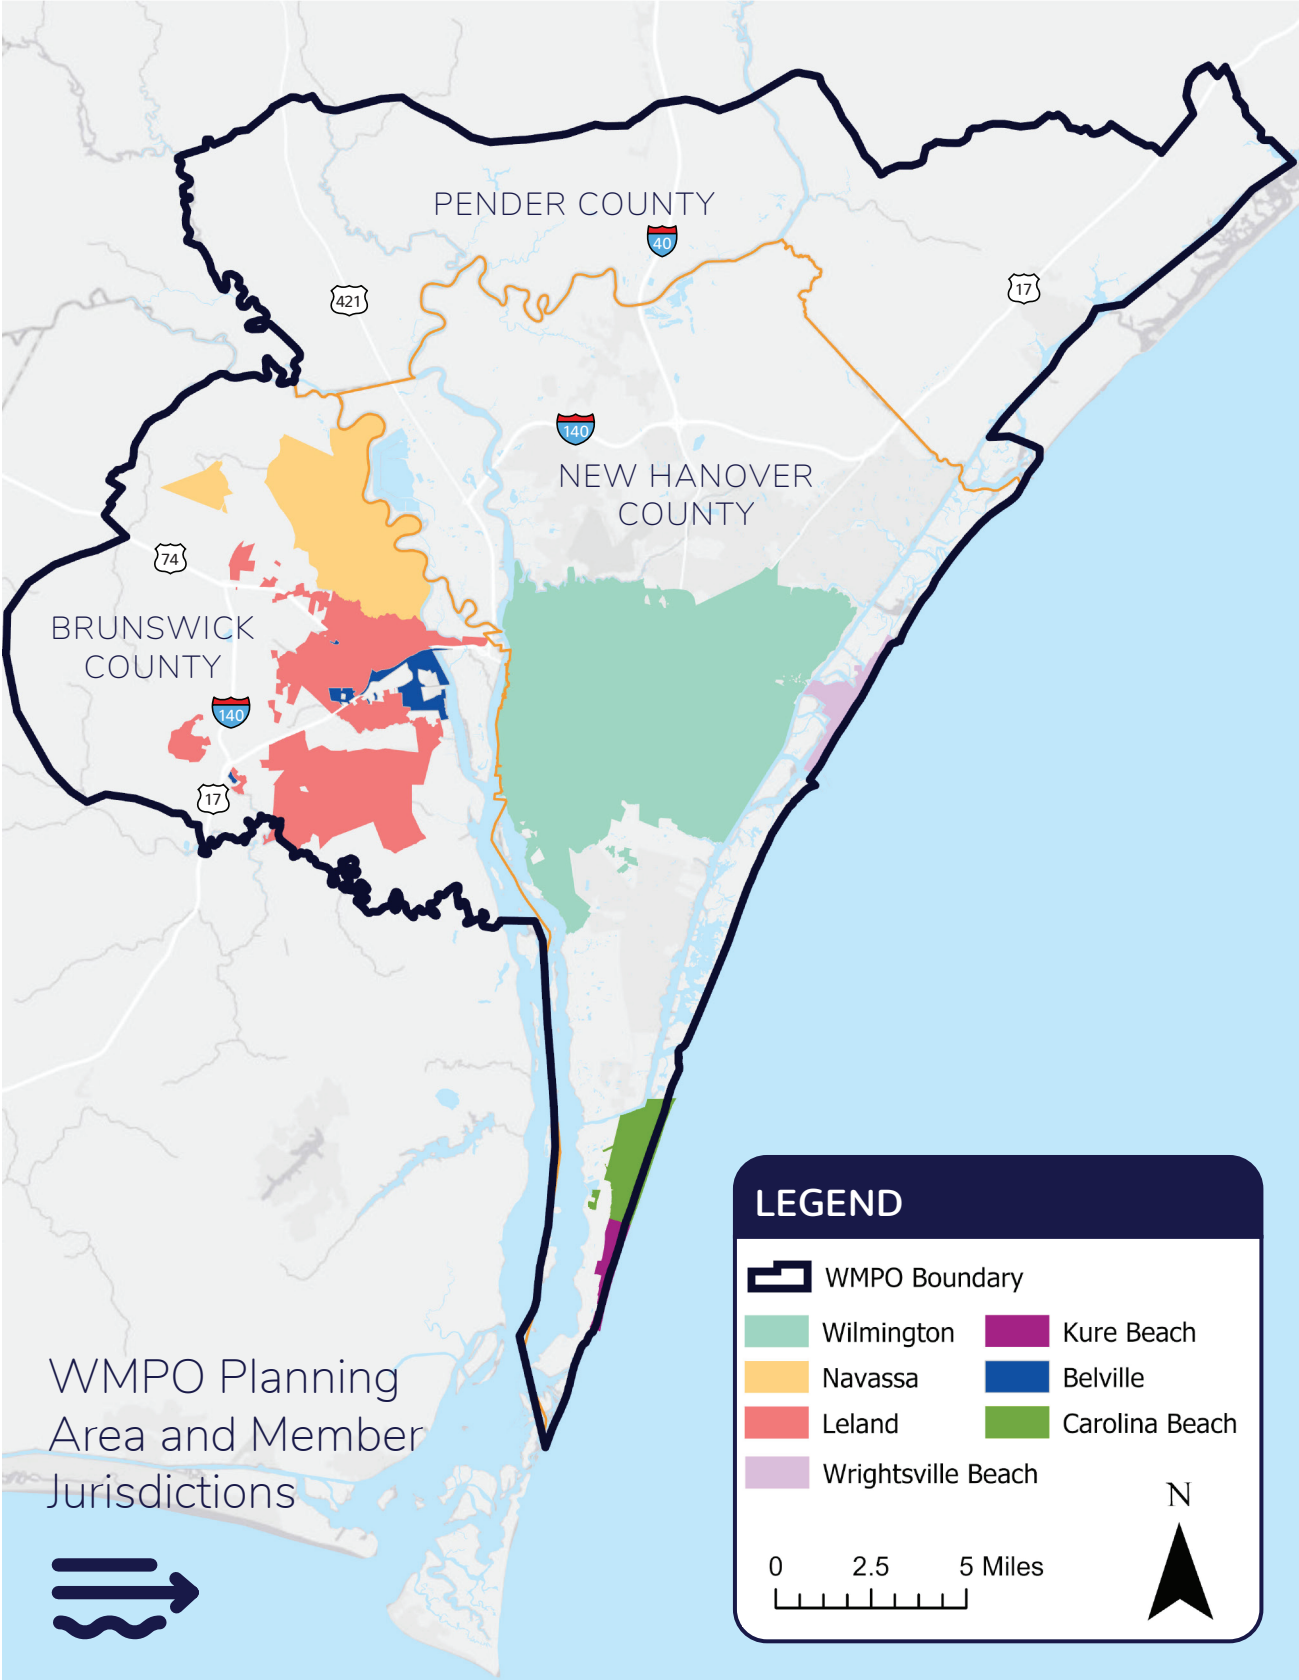 PENDER COUNTY
40
421
17
140
NEW HANOVER
COUNTY
74
BRUNSWICK
COUNTY
140
17
WMPO Planning
Area and Member
Jurisdictions
LEGEND
WMPO Boundary
Wilmington
Kure Beach
Navassa
Belville
Leland
Carolina Beach
Wrightsville Beach
N
0 2.5 5 Miles